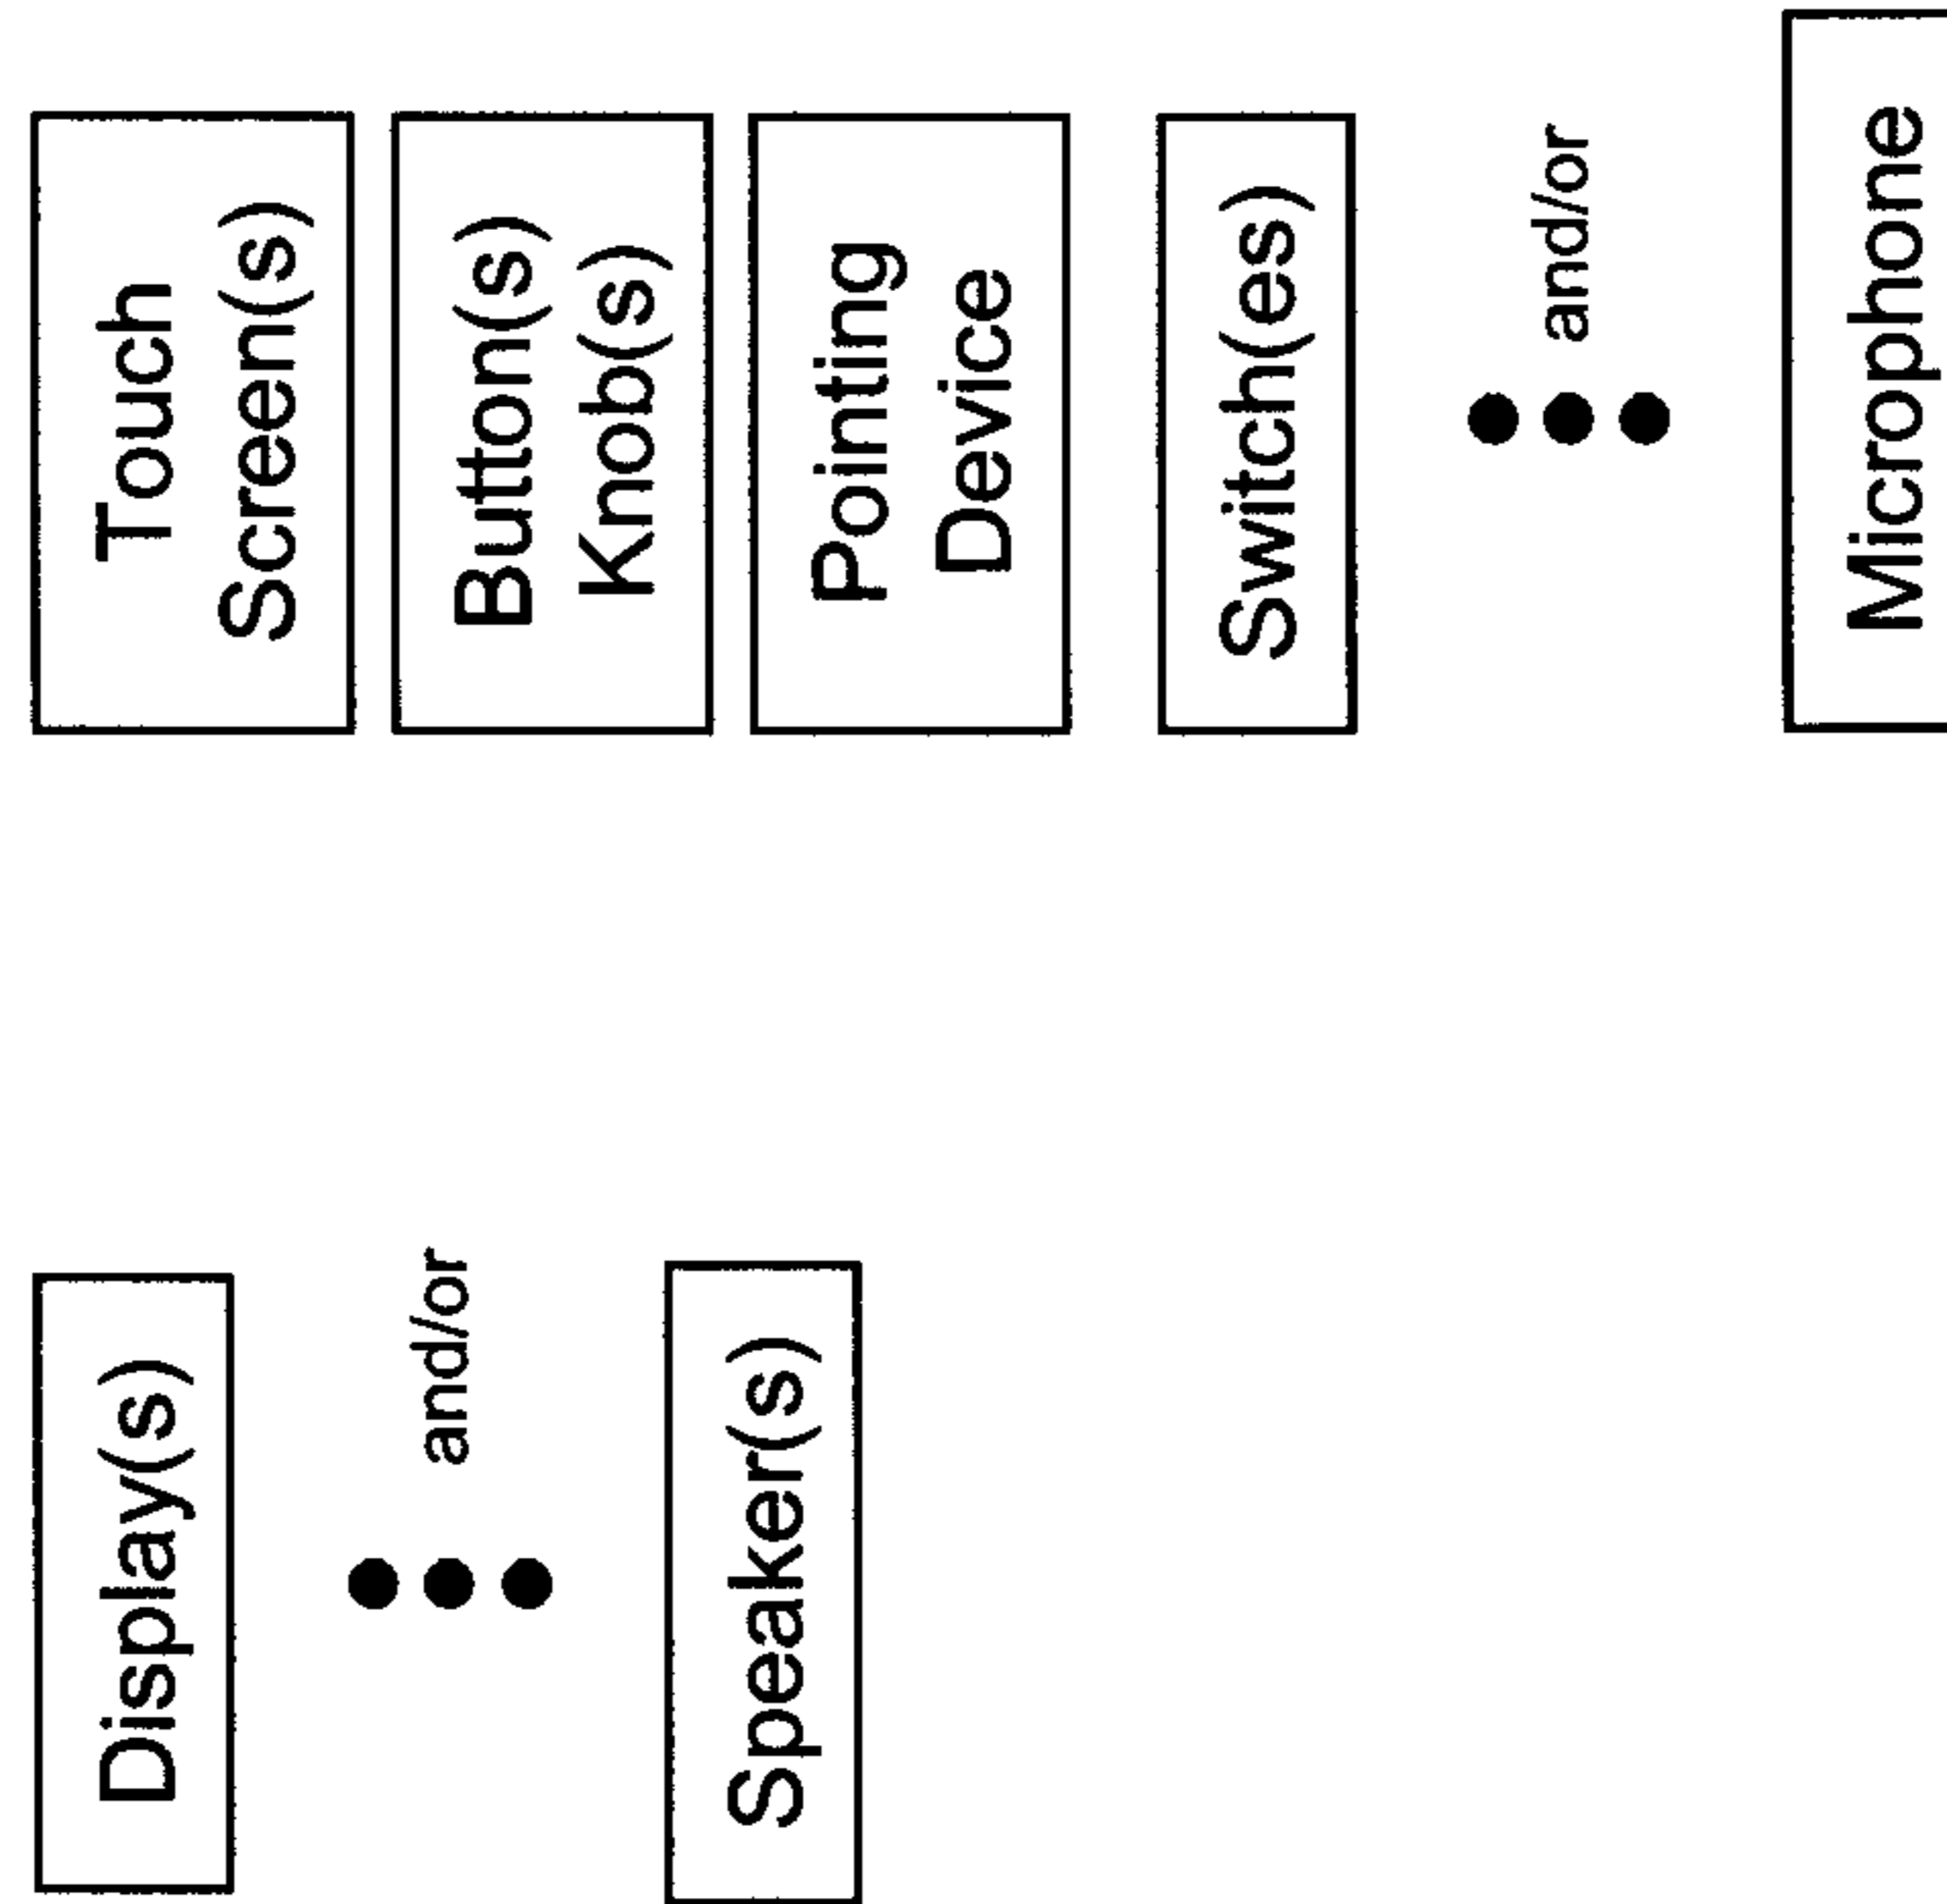 Display(s)
and/or
Speaker(s)
Touch
Screen(s)
Button(s)
Knob(s)
Pointing
Device
Switch(es)
and/or
Microphone